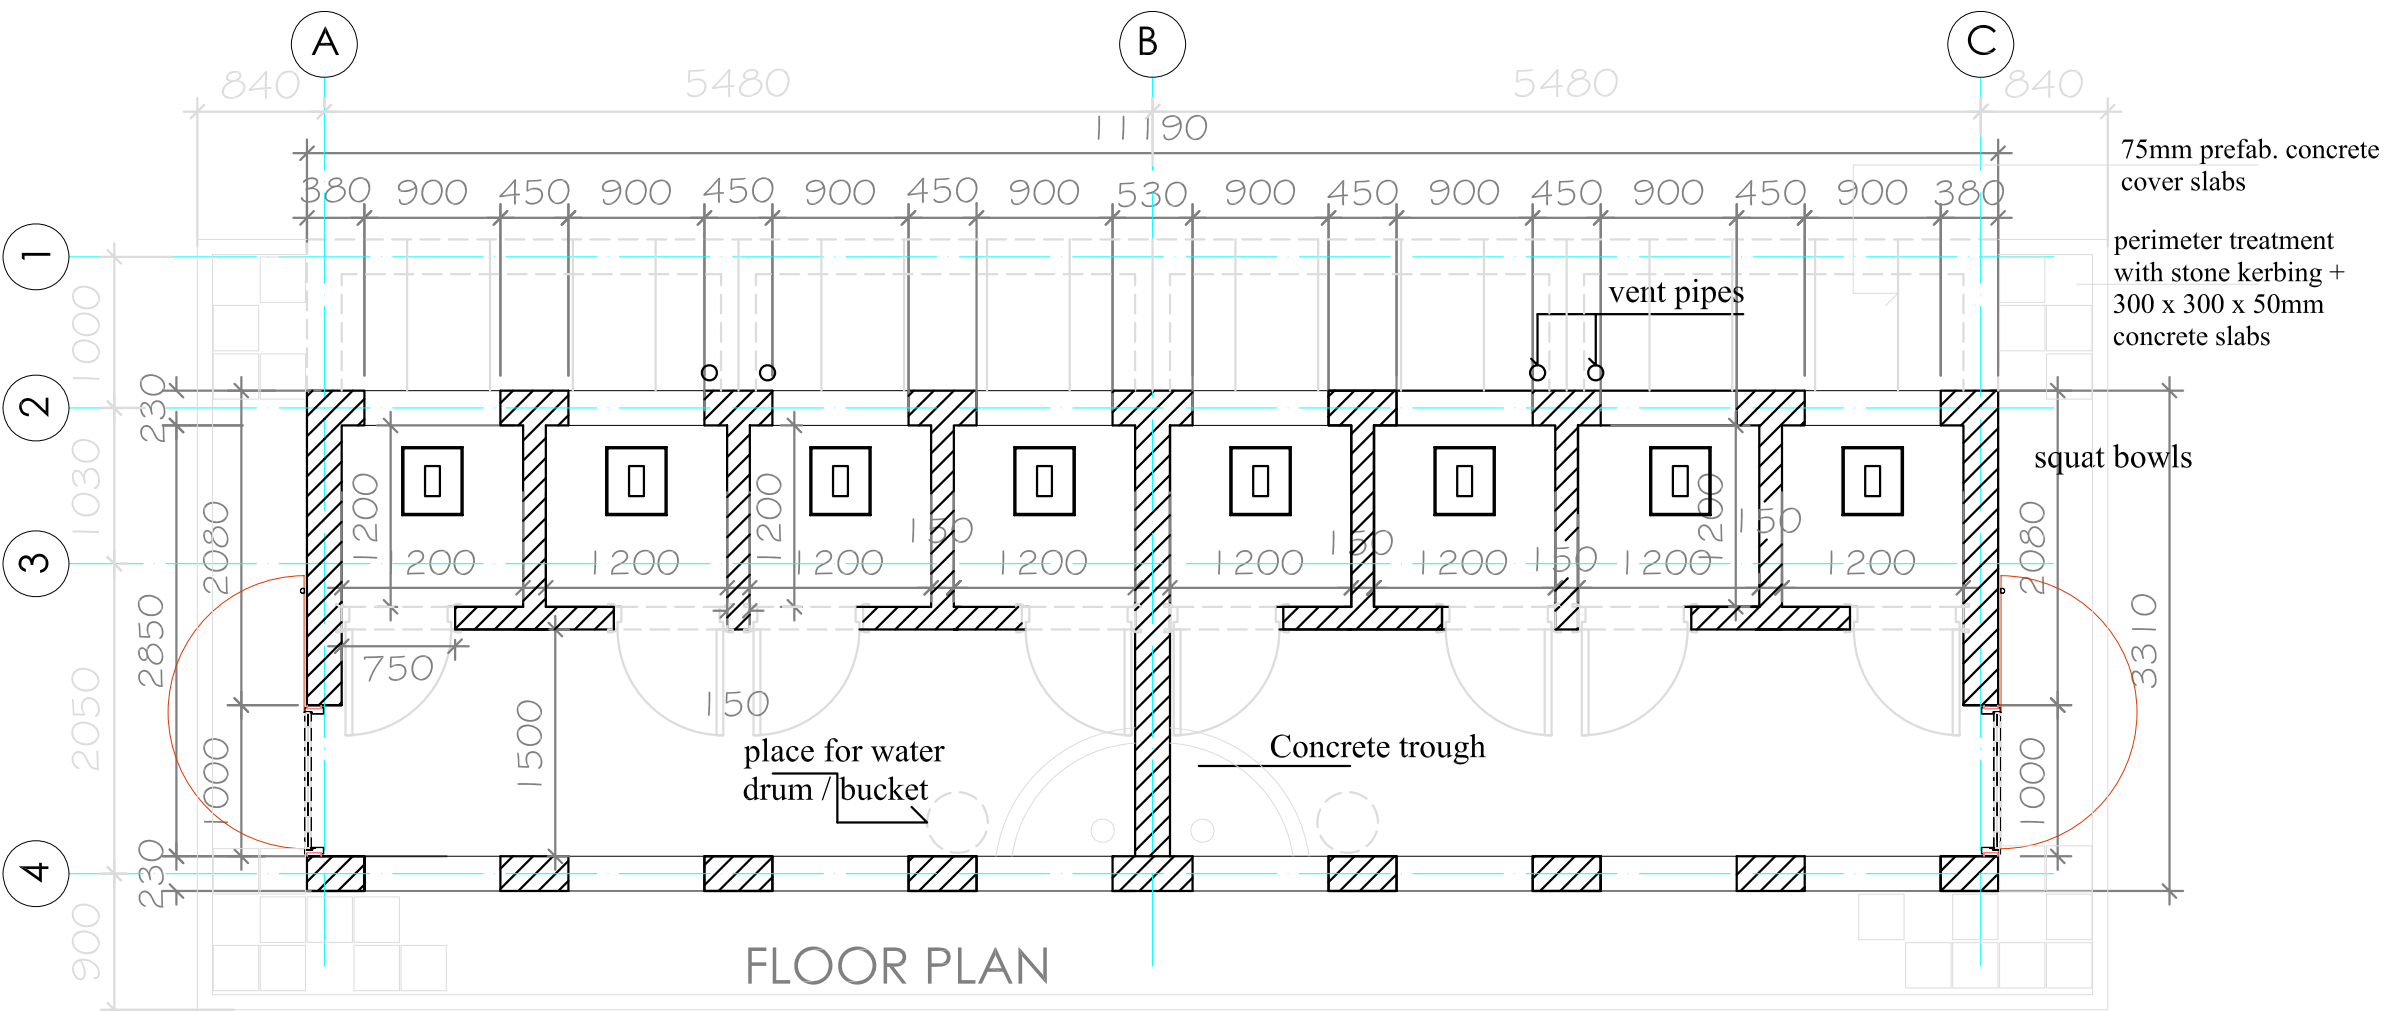 A B C
840 5480 5480 840
11190
380 900 450 900 450 900 450 900 530 900 450 900 450 900 450 900 380
75mm prefab. concrete
cover slabs
perimeter treatment
with stone kerbing +
300 x 300 x 50mm
concrete slabs
1
vent pipes
1000
2
230
squat bowls
1030
2080
1200
1200
1200
2080
150
150
150
150
3
1200 1200 1200 1200 1200 1200 1200 1200
2850
3310
750
150
2050
1500
1000
1000
place for water
drum / bucket
Concrete trough
4
230
900
FLOOR PLAN